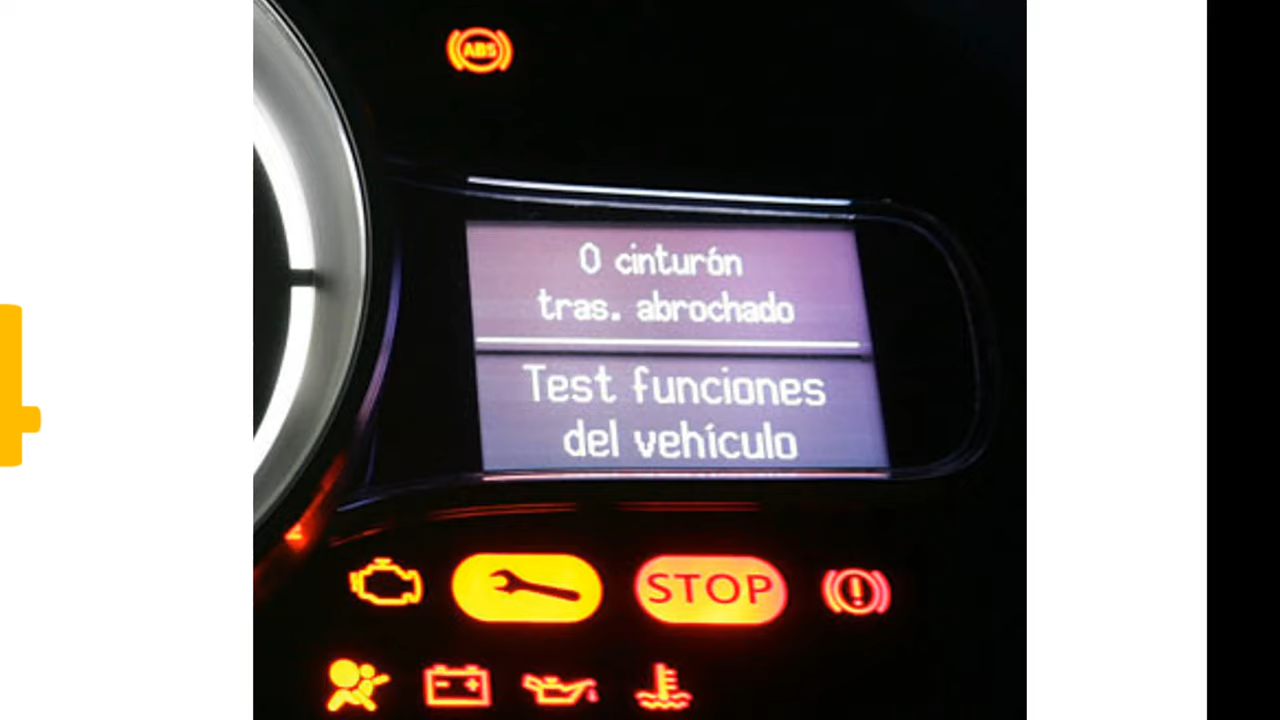 ABS
0 cinturón
tras. abrochado
Test funciones
del vehículo
STOP